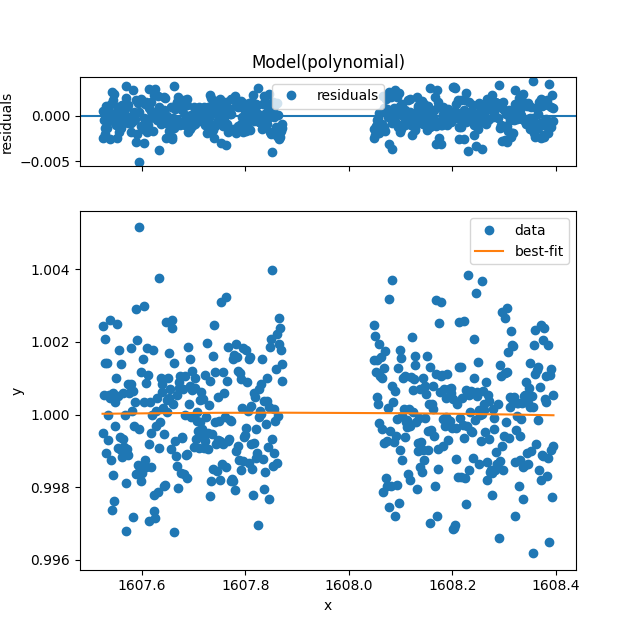 Model(polynomial)
residuals
0.000
−0.005
residuals
data
best-fit
1.004
1.002
1.000
0.998
0.996
y
1607.6 1607.8 1608.0 1608.2 1608.4
x